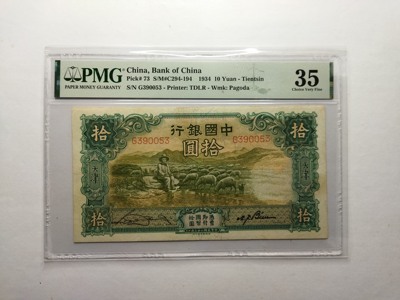 PMG
PAPER MONEY GUARANTY
China, Bank of China
Pick# 73 S/M#C294-194 1934 10 Yuan - Tientsin
S/N G390053 - Printer: TDLR - Wmk: Pagoda
35
Choice Very Fine
拾 行銀國中 拾
G390053 圓拾 G390053
拾 拾